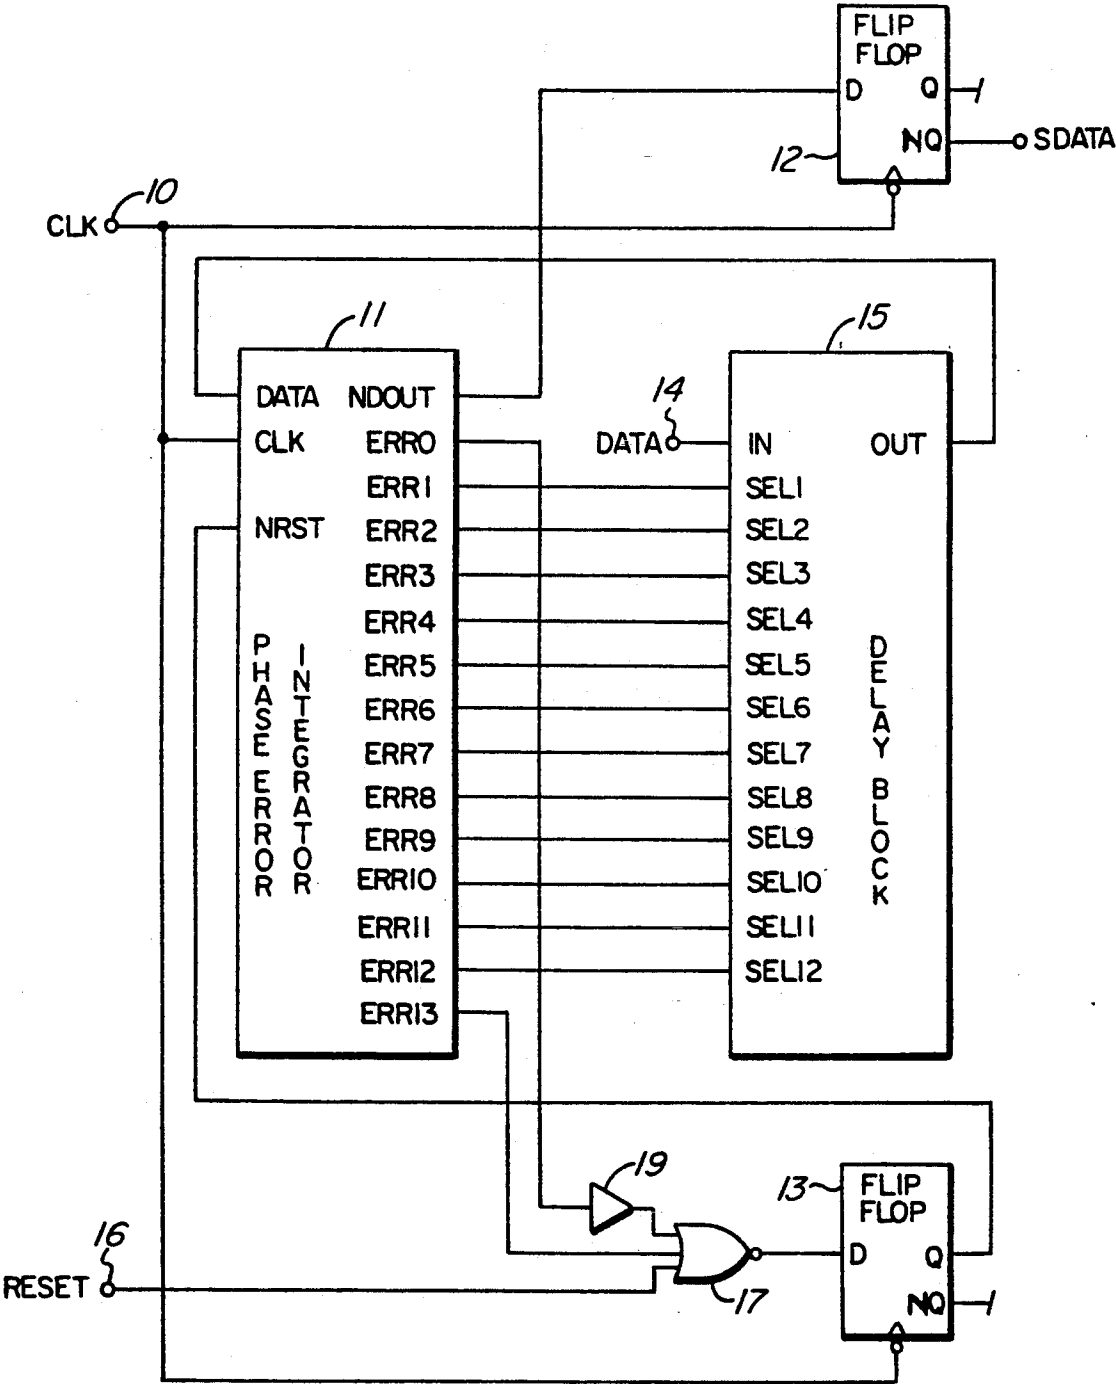 FLIP
FLOP
D Q
NQ
SDATA
12
10
CLK
11
15
DATA NDOUT
14
CLK ERR0
DATA
IN OUT
ERR1 SEL1
NRST ERR2 SEL2
ERR3 SEL3
ERR4 SEL4
ERR5 SEL5
ERR6 SEL6
ERR7 SEL7
ERR8 SEL8
ERR9 SEL9
ERR10 SEL10
ERR11 SEL11
ERR12 SEL12
ERR13
PHASE ERROR
INTEGRATOR
DELAY BLOCK
19
13
FLIP
FLOP
D Q
NQ
16
RESET
17